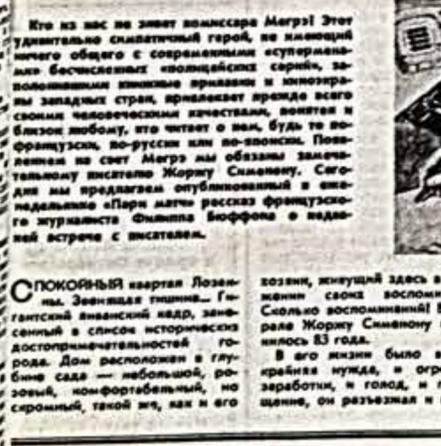 Кто из нас не знает комиссара Мегрэ! Этот
удивительно симпатичный герой, не имеющий
ничего общего с современными «супермена-
ми» бесчисленных «полицейских серий», за-
полонившими книжные прилавки и киноэкра-
ны западных стран, привлекает прежде всего
своими человеческими качествами, понятен и
близок любому, кто читает о нем, будь то по-
французски, по-русски или по-японски. Появ-
лением на свет Мегрэ мы обязаны замеча-
тельному писателю Жоржу Сименону. Сего-
дня мы предлагаем опубликованный в еже-
недельнике «Пари матч» рассказ французско-
го журналиста Филиппа Бюффона о недав-
ней встрече с писателем.
СПОКОЙНЫЙ квартал Лозан-
ны. Звенящая тишина... Ги-
гантский ливанский кедр, зане-
сенный в список исторических
достопримечательностей го-
рода. Дом расположен в глу-
бине сада — небольшой, ро-
зовый, комфортабельный, но
скромный, такой же, как и его
хозяин, живущий здесь в
жении своих воспомин
Сколько воспоминаний! В
рале Жоржу Сименону
нилось 83 года.
В его жизни было в
крайняя нужда, и огр
заработки, и голод, и п
щение, он разъезжал и